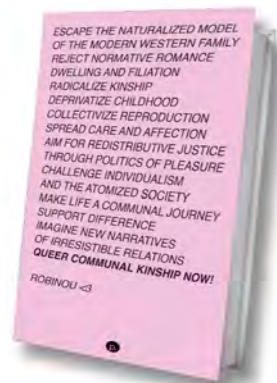 ESCAPE THE NATURALIZED MODEL
OF THE MODERN WESTERN FAMILY
REJECT NORMATIVE ROMANCE
DWELLING AND FILIATION
RADICALIZE KINSHIP
DEPRIVATIZE CHILDHOOD
COLLECTIVIZE REPRODUCTION
SPREAD CARE AND AFFECTION
AIM FOR REDISTRIBUTIVE JUSTICE
THROUGH POLITICS OF PLEASURE
CHALLENGE INDIVIDUALISM
AND THE ATOMIZED SOCIETY
MAKE LIFE A COMMUNAL JOURNEY
SUPPORT DIFFERENCE
IMAGINE NEW NARRATIVES
OF IRRESISTIBLE RELATIONS
QUEER COMMUNAL KINSHIP NOW!
ROBINOU <3